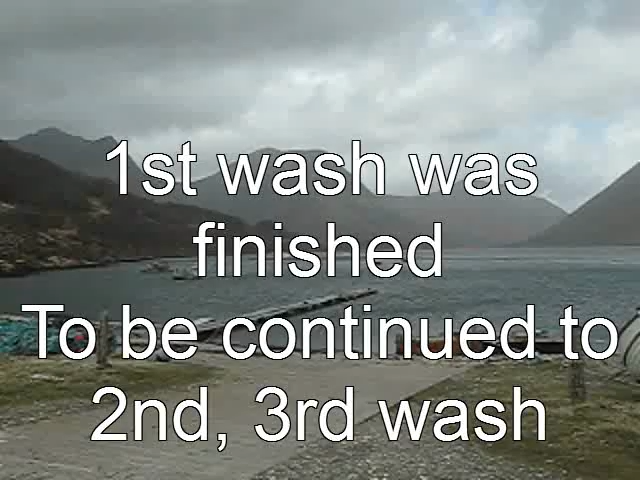 1st wash was
finished
To be continued to
2nd, 3rd wash